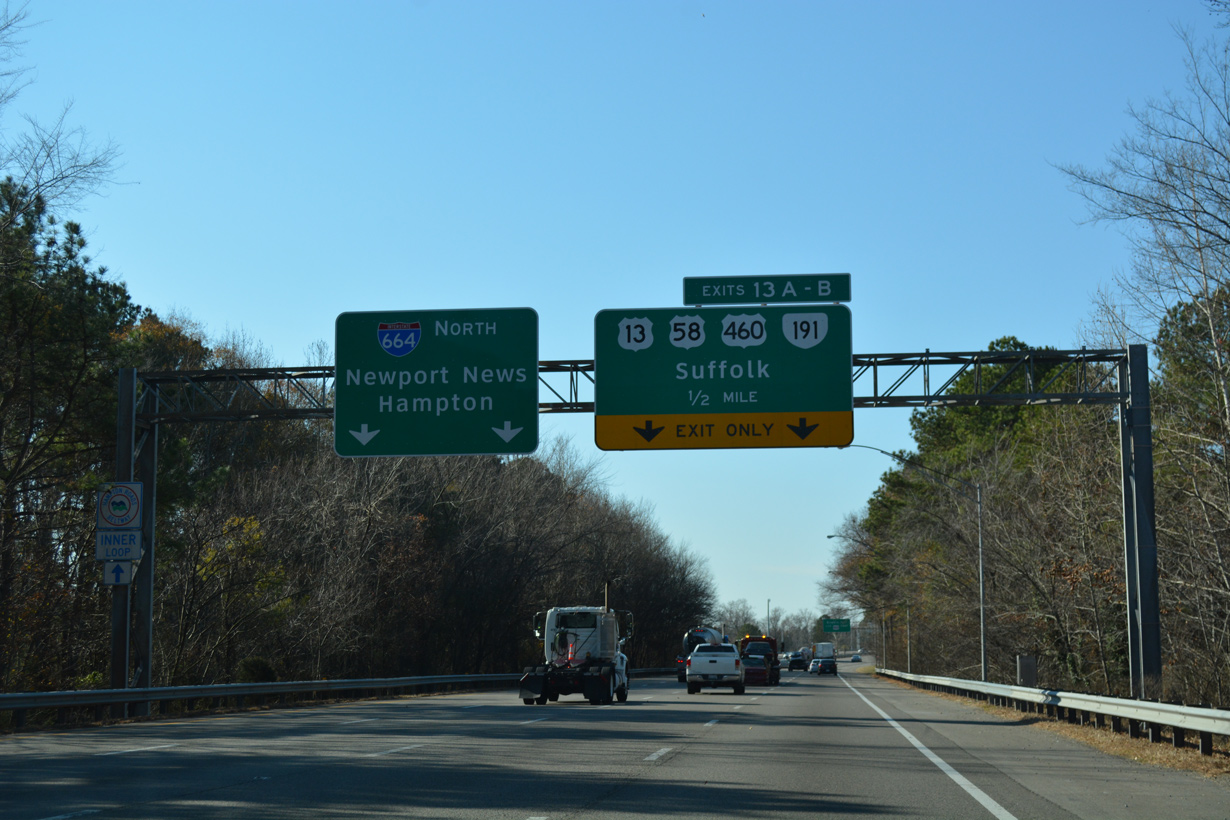 EXITS 13 A - B
664 NORTH
Newport News
Hampton
13 58 460 191
Suffolk
1/2 MILE
EXIT ONLY
INNER
LOOP